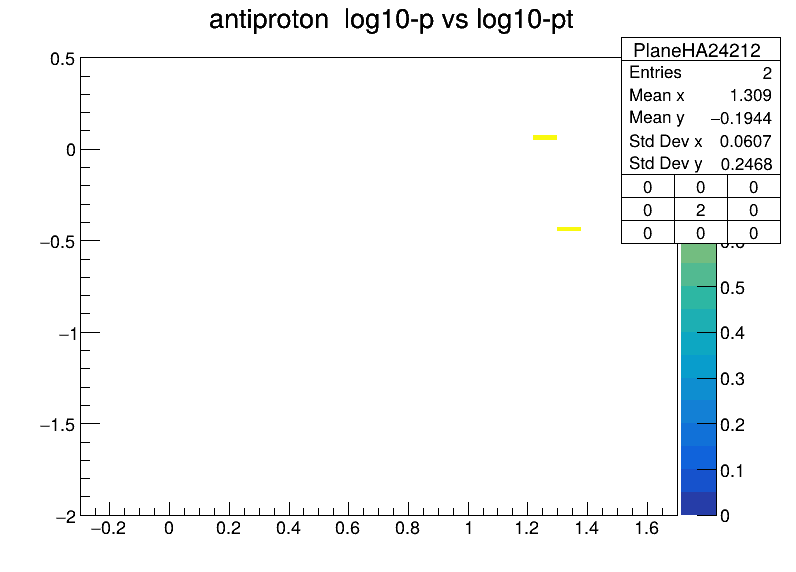 antiproton log10-p vs log10-pt
PlaneHA24212
Entries 2
Mean x 1.309
Mean y −0.1944
Std Dev x 0.0607
Std Dev y 0.2468
0 0 0
0 2 0
0 0 0
0.5
0
−0.5
−1
−1.5
−2
−0.2 0 0.2 0.4 0.6 0.8 1 1.2 1.4 1.6
0.5
0.4
0.3
0.2
0.1
0